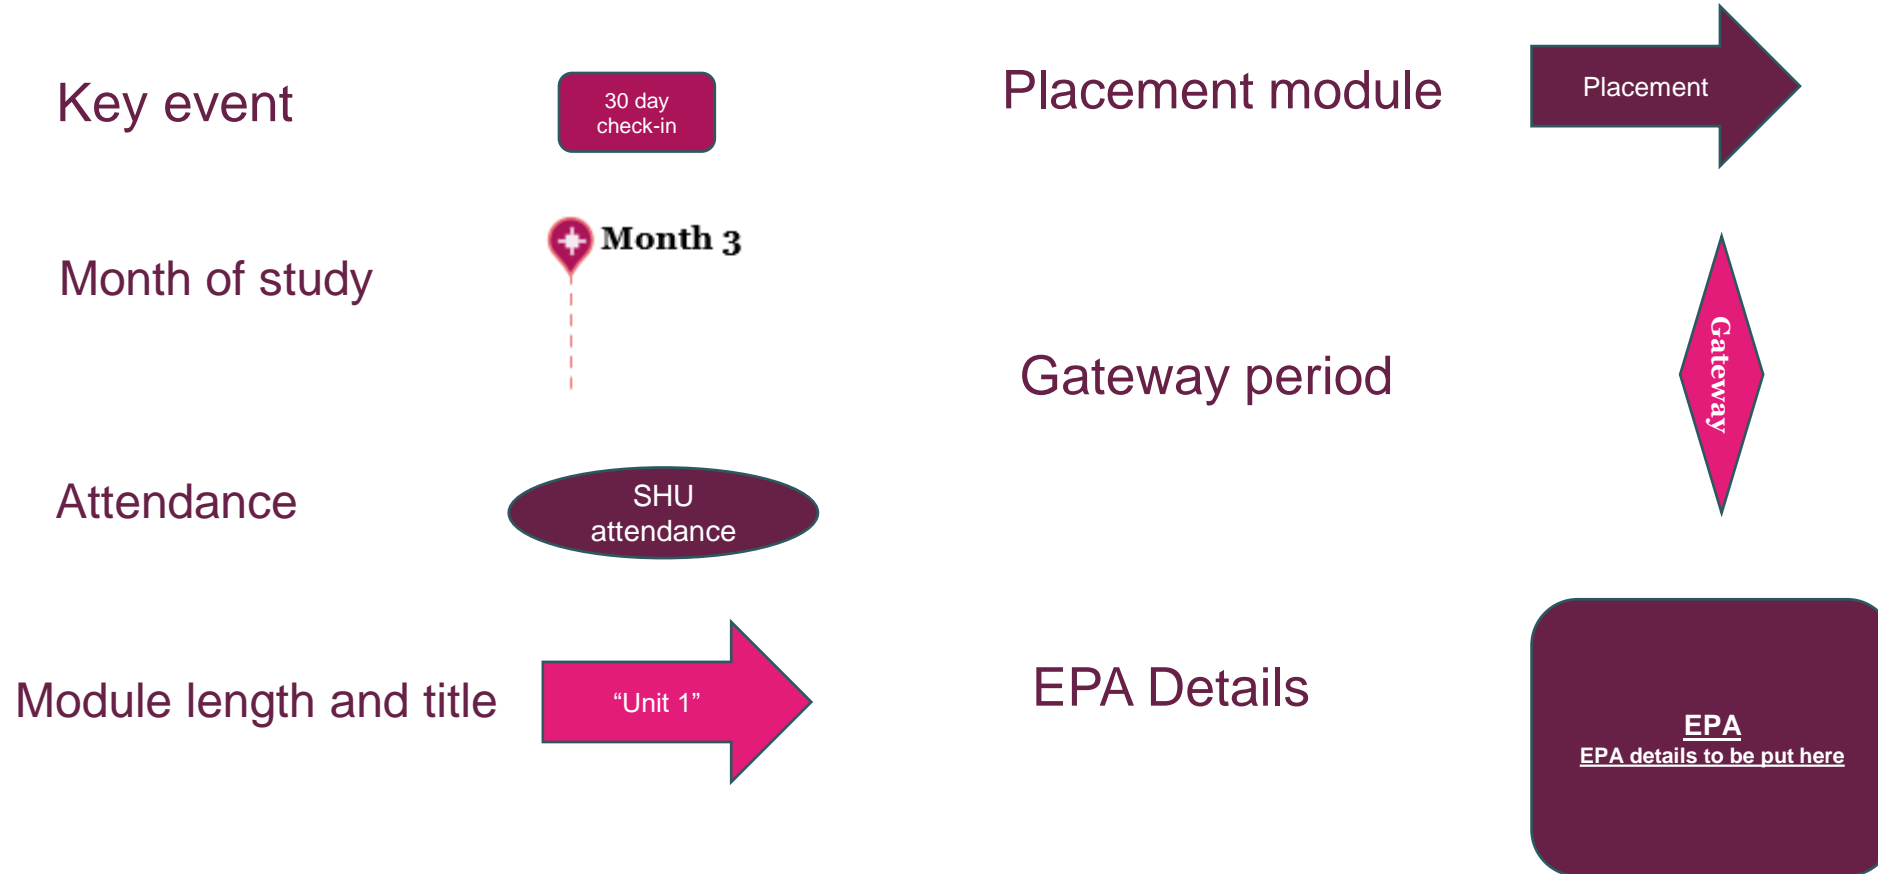 Key event
30 day
check-in
Month of study
Month 3
Attendance
SHU
attendance
Module length and title
“Unit 1”
Placement module
Placement
Gateway period
Gateway
EPA Details
EPA
EPA details to be put here